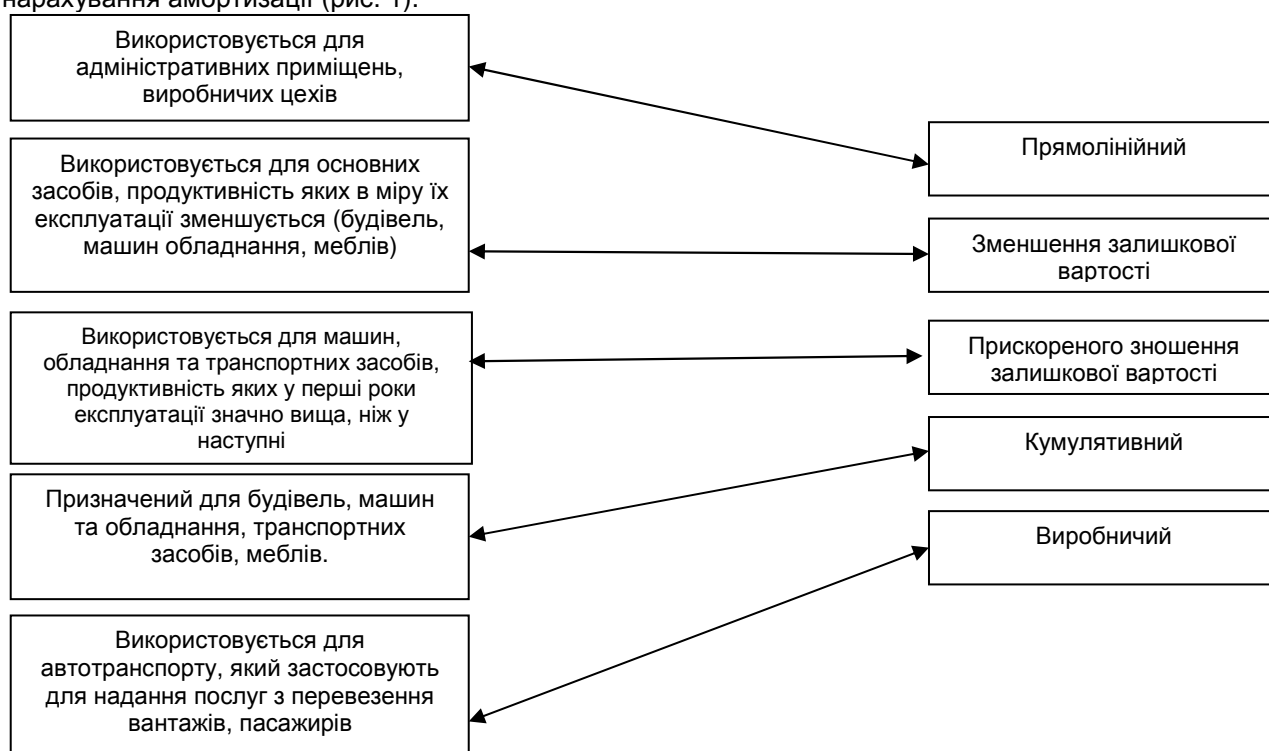 нарахування амортизації (рис. 1).
Використовується для
адміністративних приміщень,
виробничих цехів
Прямолінійний
Використовується для основних
засобів, продуктивність яких в міру їх
експлуатації зменшується (будівель,
машин обладнання, меблів)
Зменшення залишкової
вартості
Використовується для машин,
обладнання та транспортних засобів,
продуктивність яких у перші роки
експлуатації значно вища, ніж у
наступні
Прискореного зношення
залишкової вартості
Призначений для будівель, машин
та обладнання, транспортних
засобів, меблів.
Кумулятивний
Використовується для
автотранспорту, який застосовують
для надання послуг з перевезення
вантажів, пасажирів
Виробничий